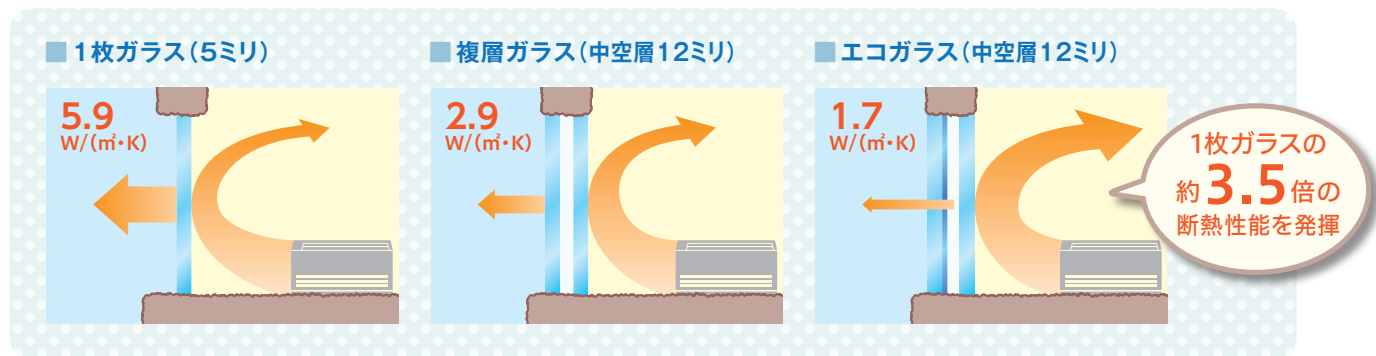 1枚ガラス(5ミリ)
5.9
W/(㎡・K)
複層ガラス(中空層12ミリ)
2.9
W/(㎡・K)
エコガラス(中空層12ミリ)
1.7
W/(㎡・K)
1枚ガラスの
約3.5倍の
断熱性能を発揮